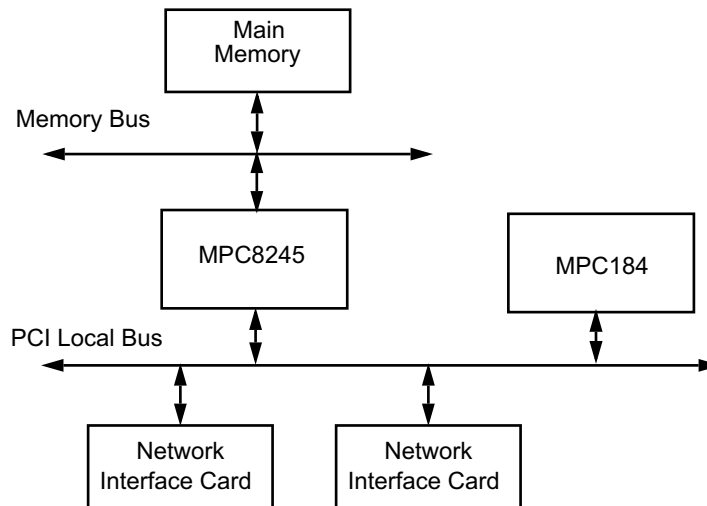 Main
Memory
Memory Bus
MPC8245
MPC184
PCI Local Bus
Network
Interface Card
Network
Interface Card